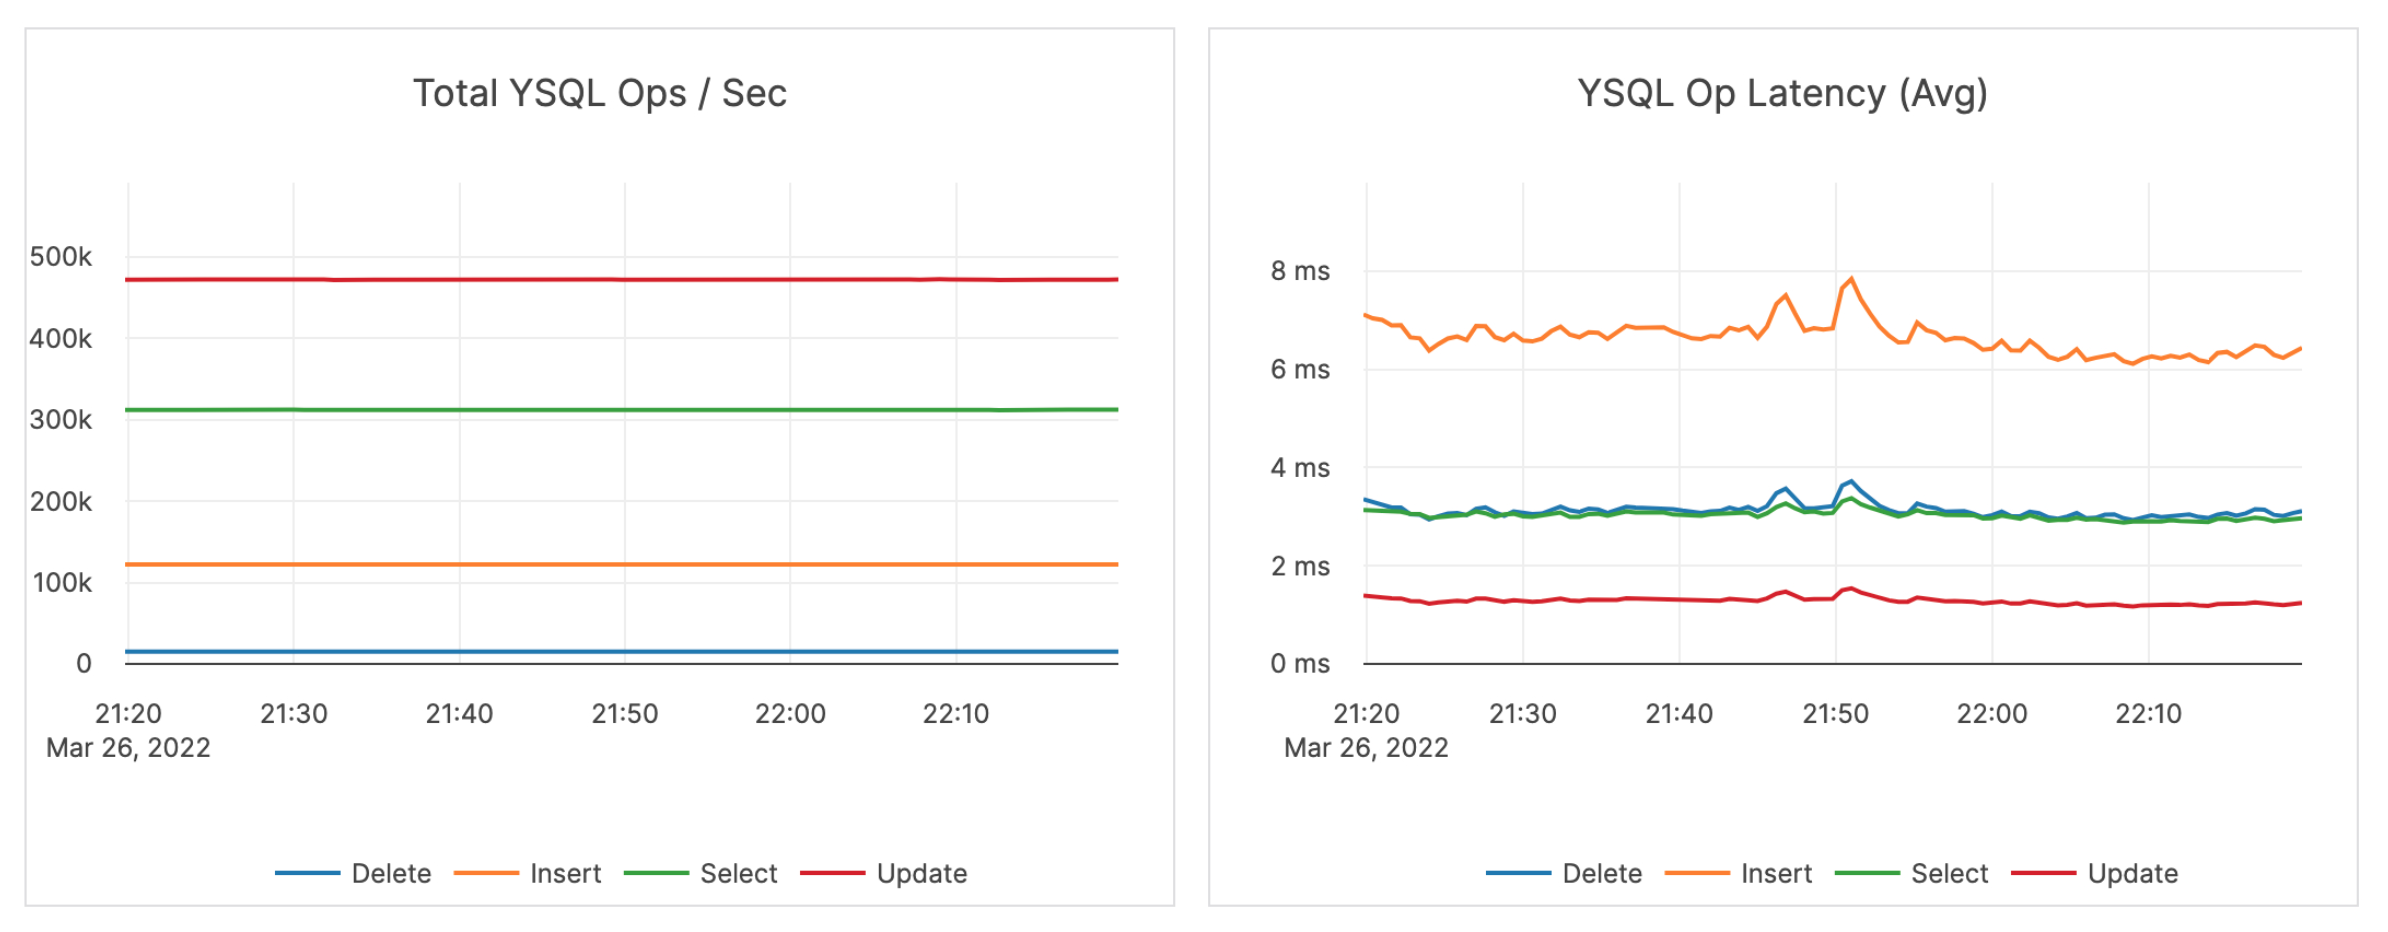 Total YSQL Ops / Sec
500k
400k
300k
200k
100k
0
21:20 21:30 21:40 21:50 22:00 22:10
Mar 26, 2022
Delete Insert Select Update
YSQL Op Latency (Avg)
8 ms
6 ms
4 ms
2 ms
0 ms
21:20 21:30 21:40 21:50 22:00 22:10
Mar 26, 2022
Delete Insert Select Update